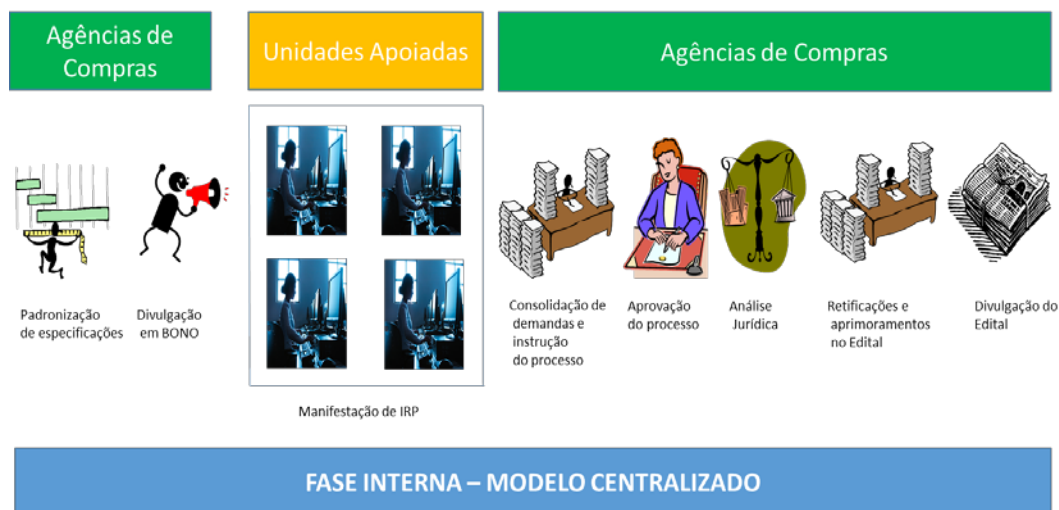 Agências de
Compras
Unidades Apoiadas
Agências de Compras
Padronização
de especificações
Divulgação
em BONO
Manifestação de IRP
Consolidação de
demandas e
instrução
do processo
Aprovação
do processo
Análise
Jurídica
Retificações e
aprimoramentos
no Edital
Divulgação do
Edital
FASE INTERNA – MODELO CENTRALIZADO